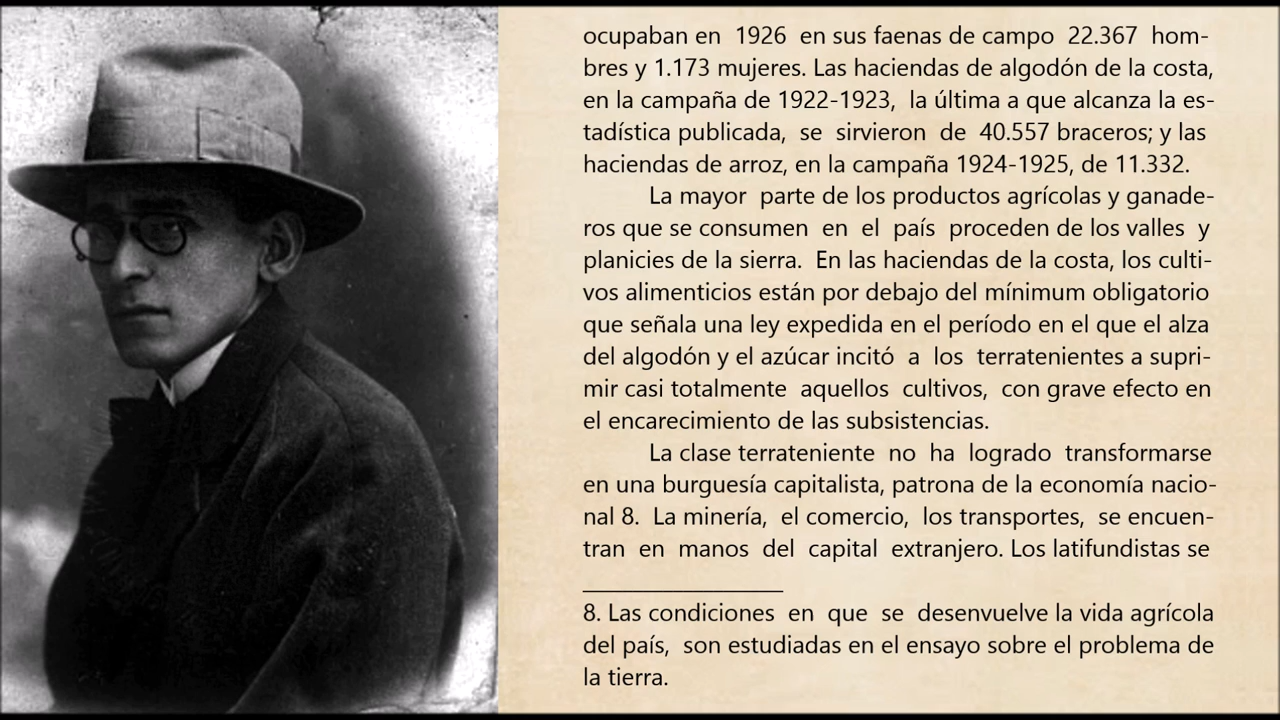 ocupaban en 1926 en sus faenas de campo 22.367 hom-
bres y 1.173 mujeres. Las haciendas de algodón de la costa,
en la campaña de 1922-1923, la última a que alcanza la es-
tadística publicada, se sirvieron de 40.557 braceros; y las
haciendas de arroz, en la campaña 1924-1925, de 11.332.
La mayor parte de los productos agrícolas y ganade-
ros que se consumen en el país proceden de los valles y
planicies de la sierra. En las haciendas de la costa, los culti-
vos alimenticios están por debajo del mínimum obligatorio
que señala una ley expedida en el período en el que el alza
del algodón y el azúcar incitó a los terratenientes a supri-
mir casi totalmente aquellos cultivos, con grave efecto en
el encarecimiento de las subsistencias.
La clase terrateniente no ha logrado transformarse
en una burguesía capitalista, patrona de la economía nacio-
nal 8. La minería, el comercio, los transportes, se encuen-
tran en manos del capital extranjero. Los latifundistas se
8. Las condiciones en que se desenvuelve la vida agrícola
del país, son estudiadas en el ensayo sobre el problema de
la tierra.